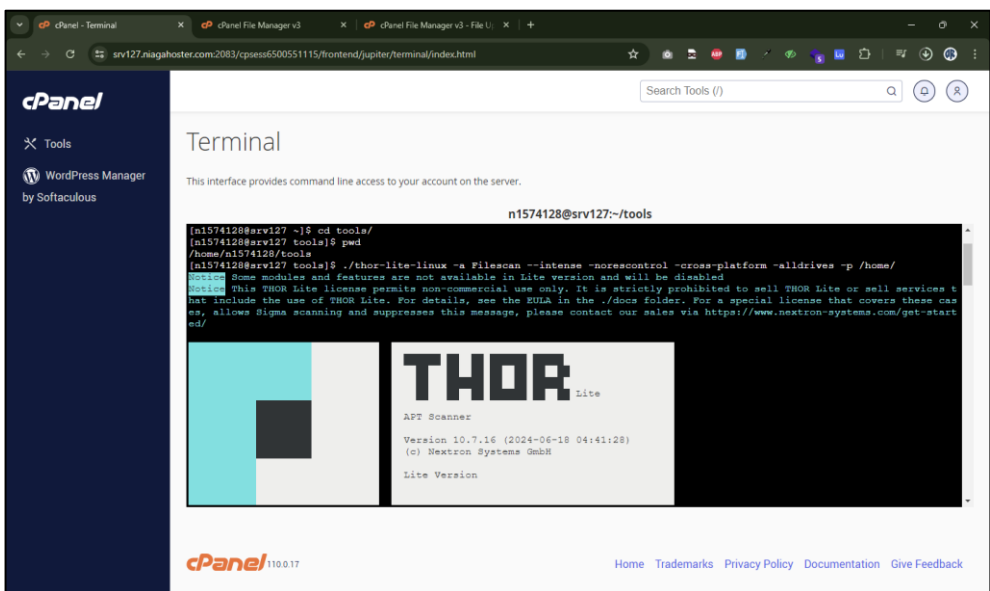 cPanel - Terminal
cPanel File Manager v3
cPanel File Manager v3 - File U
srv127.niagahoster.com:2083/cpsess6500551115/frontend/jupiter/terminal/index.html
cPanel
Search Tools (/)
Tools
WordPress Manager
by Softaculous
Terminal
This interface provides command line access to your account on the server.
n1574128@srv127:~/tools
[n1574128@srv127 ~]$ cd tools/
[n1574128@srv127 tools]$ pwd
/home/n1574128/tools
[n1574128@srv127 tools]$ ./thor-lite-linux -a Filescan --intense -norescontrol -cross-platform -alldrives -p /home/
Notice Some modules and features are not available in Lite version and will be disabled
Notice This THOR Lite license permits non-commercial use only. It is strictly prohibited to sell THOR Lite or sell services t
hat include the use of THOR Lite. For details, see the EULA in the ./docs folder. For a special license that covers these cas
es, allows Sigma scanning and suppresses this message, please contact our sales via https://www.nextron-systems.com/get-start
ed/
THOR Lite
APT Scanner
Version 10.7.16 (2024-06-18 04:41:28)
(c) Nextron Systems GmbH
Lite Version
cPanel 110.0.17
Home Trademarks Privacy Policy Documentation Give Feedback